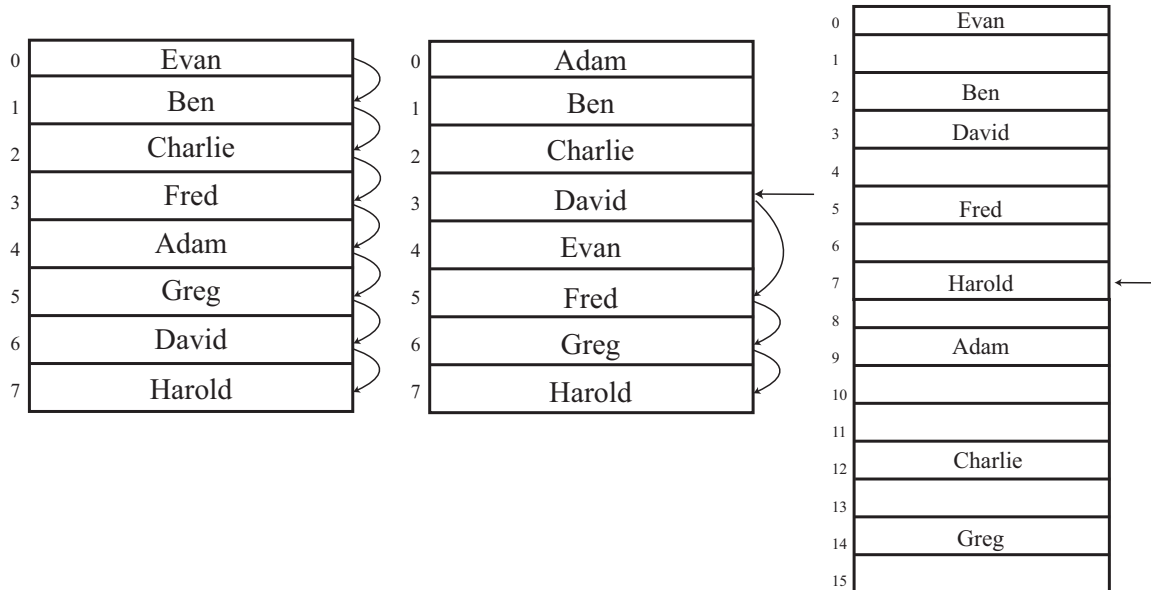 0 Evan
1 Ben
2 Charlie
3 Fred
4 Adam
5 Greg
6 David
7 Harold
0 Adam
1 Ben
2 Charlie
3 David
4 Evan
5 Fred
6 Greg
7 Harold
0 Evan
1
2 Ben
3 David
4
5 Fred
6
7 Harold
8
9 Adam
10
11
12 Charlie
13
14 Greg
15